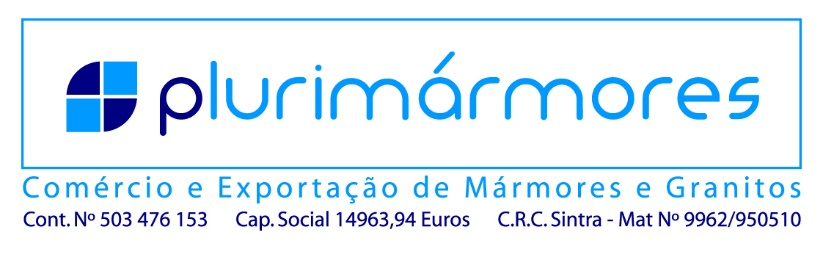 plurimármores
Comércio e Exportação de Mármores e Granitos
Cont. Nº 503 476 153 Cap. Social 14963,94 Euros C.R.C. Sintra - Mat Nº 9962/950510